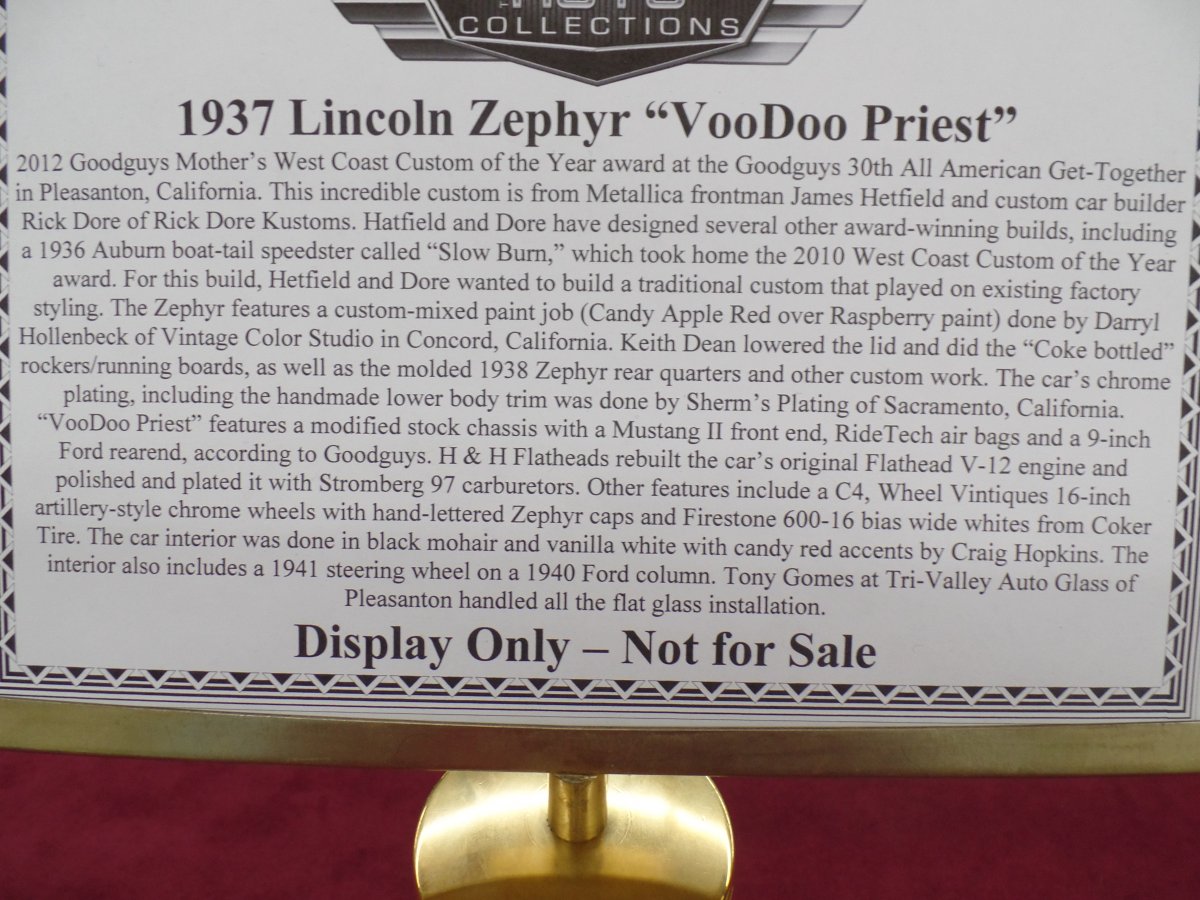 COLLECTIONS
1937 Lincoln Zephyr “VooDoo Priest”
2012 Goodguys Mother’s West Coast Custom of the Year award at the Goodguys 30th All American Get-Together
in Pleasanton, California. This incredible custom is from Metallica frontman James Hetfield and custom car builder
Rick Dore of Rick Dore Kustoms. Hatfield and Dore have designed several other award-winning builds, including
a 1936 Auburn boat-tail speedster called “Slow Burn,” which took home the 2010 West Coast Custom of the Year
award. For this build, Hetfield and Dore wanted to build a traditional custom that played on existing factory
styling. The Zephyr features a custom-mixed paint job (Candy Apple Red over Raspberry paint) done by Darryl
Hollenbeck of Vintage Color Studio in Concord, California. Keith Dean lowered the lid and did the “Coke bottled”
rockers/running boards, as well as the molded 1938 Zephyr rear quarters and other custom work. The car’s chrome
plating, including the handmade lower body trim was done by Sherm’s Plating of Sacramento, California.
“VooDoo Priest” features a modified stock chassis with a Mustang II front end, RideTech air bags and a 9-inch
Ford rearend, according to Goodguys. H & H Flatheads rebuilt the car’s original Flathead V-12 engine and
polished and plated it with Stromberg 97 carburetors. Other features include a C4, Wheel Vintiques 16-inch
artillery-style chrome wheels with hand-lettered Zephyr caps and Firestone 600-16 bias wide whites from Coker
Tire. The car interior was done in black mohair and vanilla white with candy red accents by Craig Hopkins. The
interior also includes a 1941 steering wheel on a 1940 Ford column. Tony Gomes at Tri-Valley Auto Glass of
Pleasanton handled all the flat glass installation.
Display Only – Not for Sale